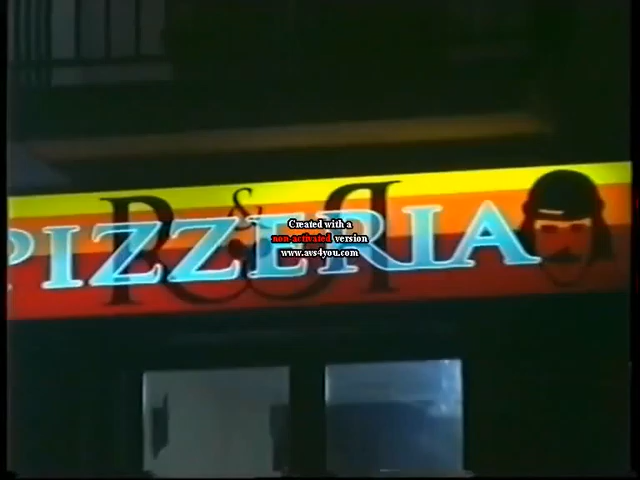 R&R
PIZZERIA
Created with a
non-activated version
www.avs4you.com